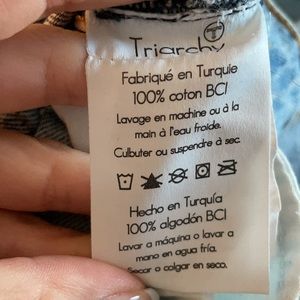 Triarchy
Fabriqué en Turquie
100% coton BCI
Lavage en machine ou à la
main à l'eau froide.
Culbuter ou suspendre à sec.
Hecho en Turquía
100% algodón BCI
Lavar a máquina o lavar a
mano en agua fría.
Secar o calgar en seco.